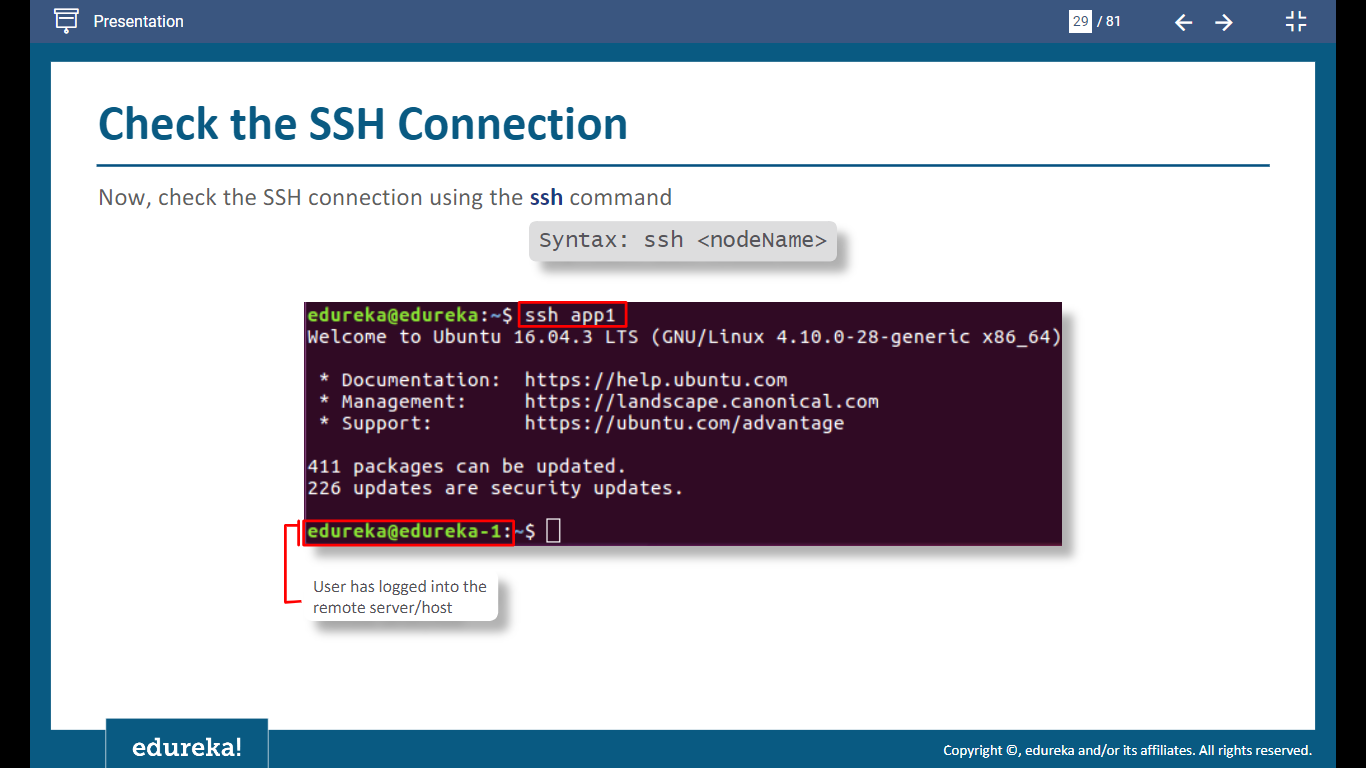 Presentation
29 / 81
Check the SSH Connection
Now, check the SSH connection using the ssh command
Syntax: ssh <nodeName>
edureka@edureka:~$ ssh app1
Welcome to Ubuntu 16.04.3 LTS (GNU/Linux 4.10.0-28-generic x86_64)
* Documentation:  https://help.ubuntu.com
* Management:     https://landscape.canonical.com
* Support:        https://ubuntu.com/advantage
411 packages can be updated.
226 updates are security updates.
edureka@edureka-1:~$
User has logged into the
remote server/host
edureka!
Copyright ©, edureka and/or its affiliates. All rights reserved.